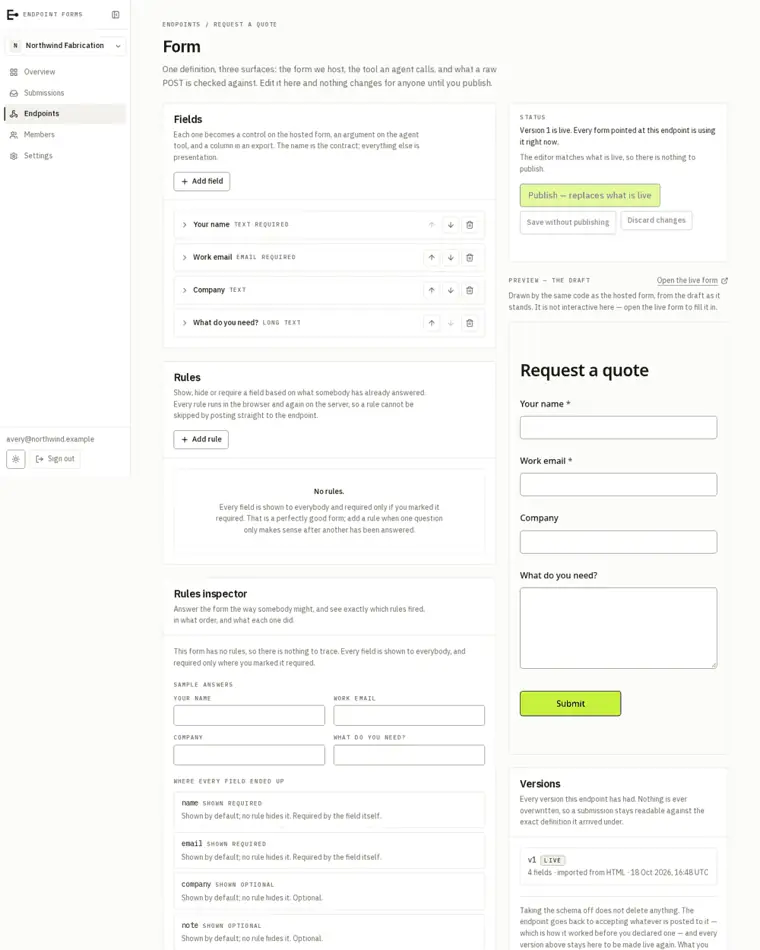 ENDPOINT FORMS
N Northwind Fabrication
Overview
Submissions
Endpoints
Members
Settings
avery@northwind.example
Sign out
ENDPOINTS / REQUEST A QUOTE
Form
One definition, three surfaces: the form we host, the tool an agent calls, and what a raw
POST is checked against. Edit it here and nothing changes for anyone until you publish.
Fields
Each one becomes a control on the hosted form, an argument on the agent
tool, and a column in an export. The name is the contract; everything else is
presentation.
+ Add field
Your name TEXT REQUIRED
Work email EMAIL REQUIRED
Company TEXT
What do you need? LONG TEXT
Rules
Show, hide or require a field based on what somebody has already answered.
Every rule runs in the browser and again on the server, so a rule cannot be
skipped by posting straight to the endpoint.
+ Add rule
No rules.
Every field is shown to everybody and required only if you marked it
required. That is a perfectly good form; add a rule when one question
only makes sense after another has been answered.
Rules inspector
Answer the form the way somebody might, and see exactly which rules fired,
in what order, and what each one did.
This form has no rules, so there is nothing to trace. Every field is shown to everybody, and
required only where you marked it required.
SAMPLE ANSWERS
YOUR NAME
WORK EMAIL
COMPANY
WHAT DO YOU NEED?
WHERE EVERY FIELD ENDED UP
name SHOWN REQUIRED
Shown by default; no rule hides it. Required by the field itself.
email SHOWN REQUIRED
Shown by default; no rule hides it. Required by the field itself.
company SHOWN OPTIONAL
Shown by default; no rule hides it. Optional.
note SHOWN OPTIONAL
Shown by default; no rule hides it. Optional.
STATUS
Version 1 is live. Every form pointed at this endpoint is using
it right now.
The editor matches what is live, so there is nothing to
publish.
Publish — replaces what is live
Save without publishing
Discard changes
PREVIEW — THE DRAFT
Open the live form
Drawn by the same code as the hosted form, from the draft as it
stands. It is not interactive here — open the live form to fill it in.
Request a quote
Your name *
Work email *
Company
What do you need?
Submit
Versions
Every version this endpoint has had. Nothing is ever
overwritten, so a submission stays readable against the
exact definition it arrived under.
v1 LIVE
4 fields · imported from HTML · 18 Oct 2026, 16:48 UTC
Taking the schema off does not delete anything. The
endpoint goes back to accepting whatever is posted to it —
which is how it worked before you declared one — and every
version above stays here to be made live again. What you